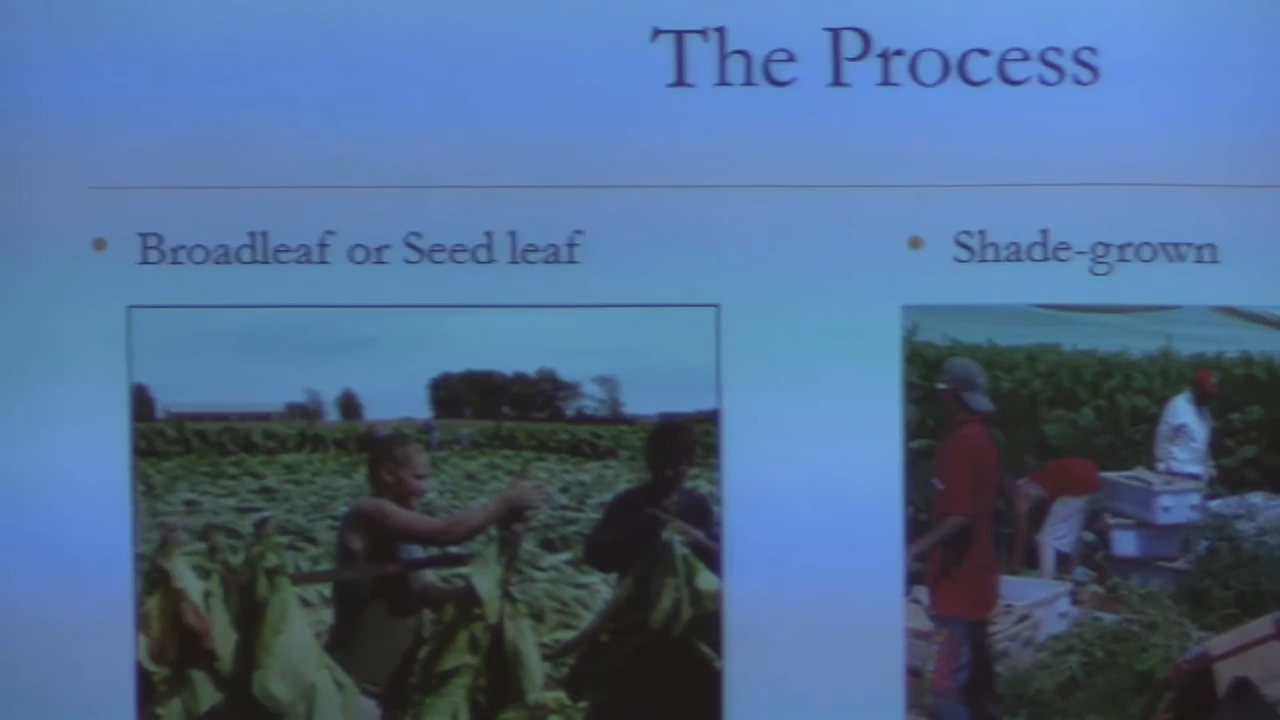 The Process
• Broadleaf or Seed leaf
• Shade-grown